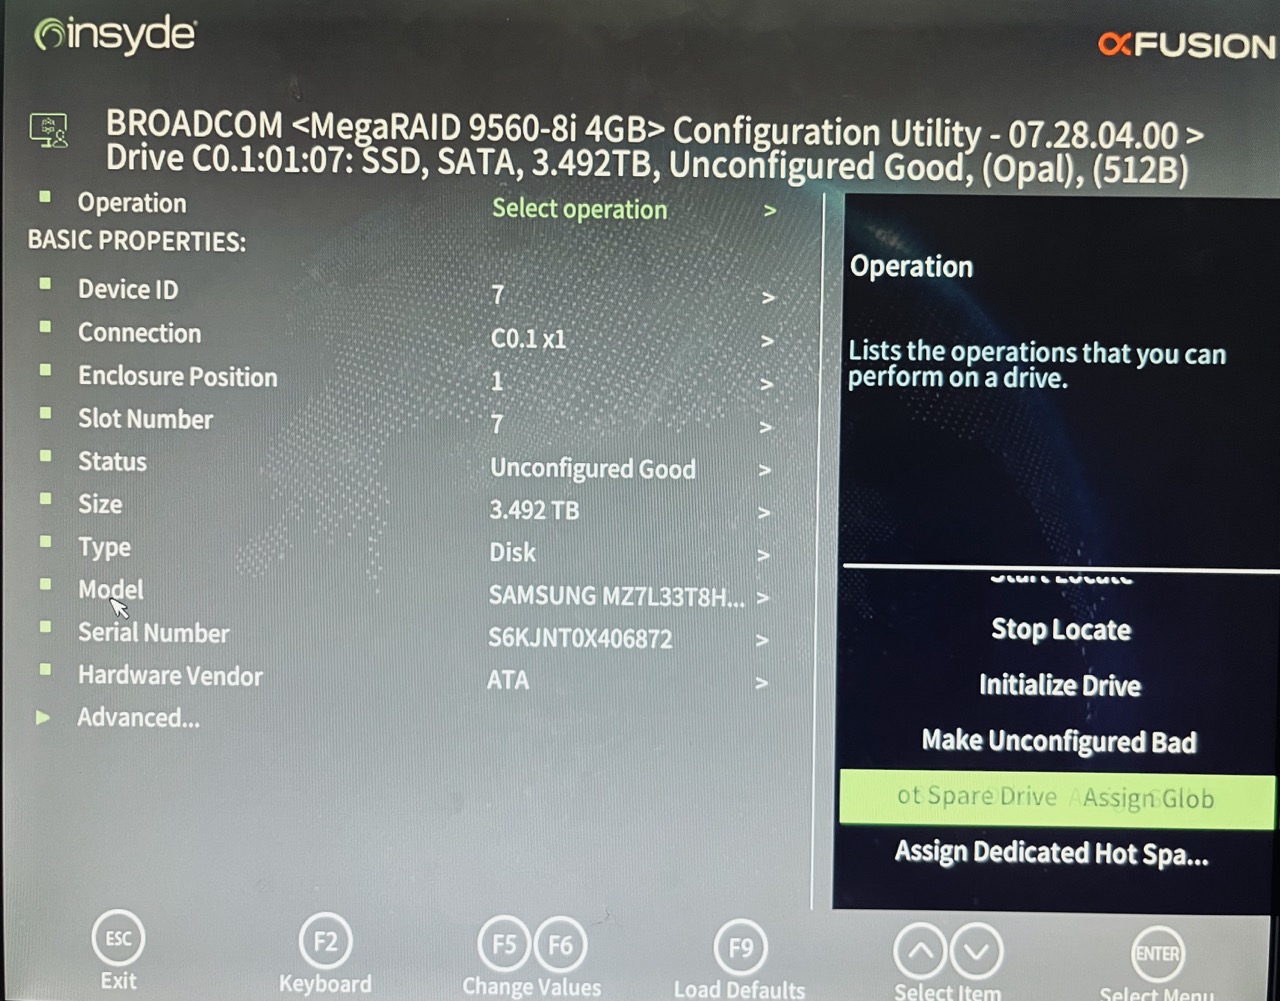 insyde
αFUSION
BROADCOM <MegaRAID 9560-8i 4GB> Configuration Utility - 07.28.04.00 >
Drive C0.1:01:07: SSD, SATA, 3.492TB, Unconfigured Good, (Opal), (512B)
Operation Select operation >
BASIC PROPERTIES:
Device ID 7 >
Connection C0.1 x1 >
Enclosure Position 1 >
Slot Number 7 >
Status Unconfigured Good >
Size 3.492 TB >
Type Disk >
Model SAMSUNG MZ7L33T8H... >
Serial Number S6KJNT0X406872 >
Hardware Vendor ATA >
Advanced...
Operation
Lists the operations that you can
perform on a drive.
Start Locate
Stop Locate
Initialize Drive
Make Unconfigured Bad
ot Spare Drive Assign Glob
Assign Dedicated Hot Spa...
ESC
Exit
F2
Keyboard
F5 F6
Change Values
F9
Load Defaults
Select Item
ENTER
Select Menu